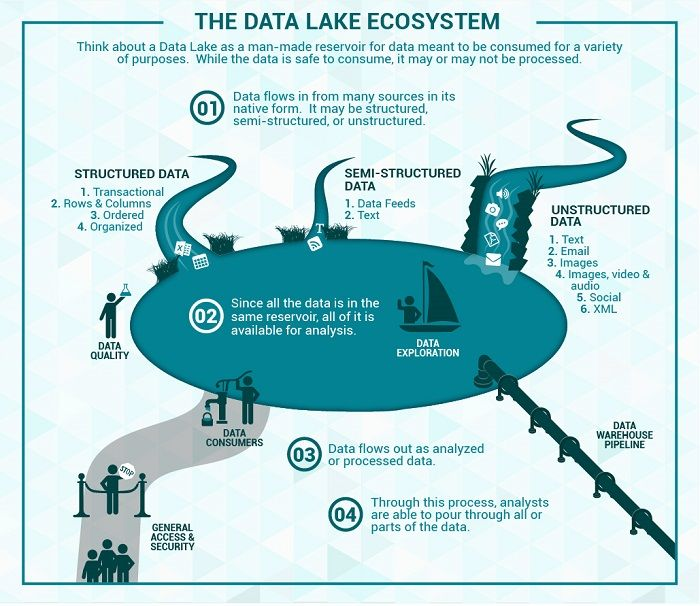 THE DATA LAKE ECOSYSTEM
Think about a Data Lake as a man-made reservoir for data meant to be consumed for a variety
of purposes. While the data is safe to consume, it may or may not be processed.
01
Data flows in from many sources in its
native form. It may be structured,
semi-structured, or unstructured.
STRUCTURED DATA
1. Transactional
2. Rows & Columns
3. Ordered
4. Organized
SEMI-STRUCTURED
DATA
1. Data Feeds
2. Text
T
UNSTRUCTURED
DATA
1. Text
2. Email
3. Images
4. Images, video &
audio
5. Social
6. XML
X
02
Since all the data is in the
same reservoir, all of it is
available for analysis.
DATA
QUALITY
DATA
EXPLORATION
DATA
CONSUMERS
03
Data flows out as analyzed
or processed data.
DATA
WAREHOUSE
PIPELINE
STOP
04
Through this process, analysts
are able to pour through all or
parts of the data.
GENERAL
ACCESS &
SECURITY